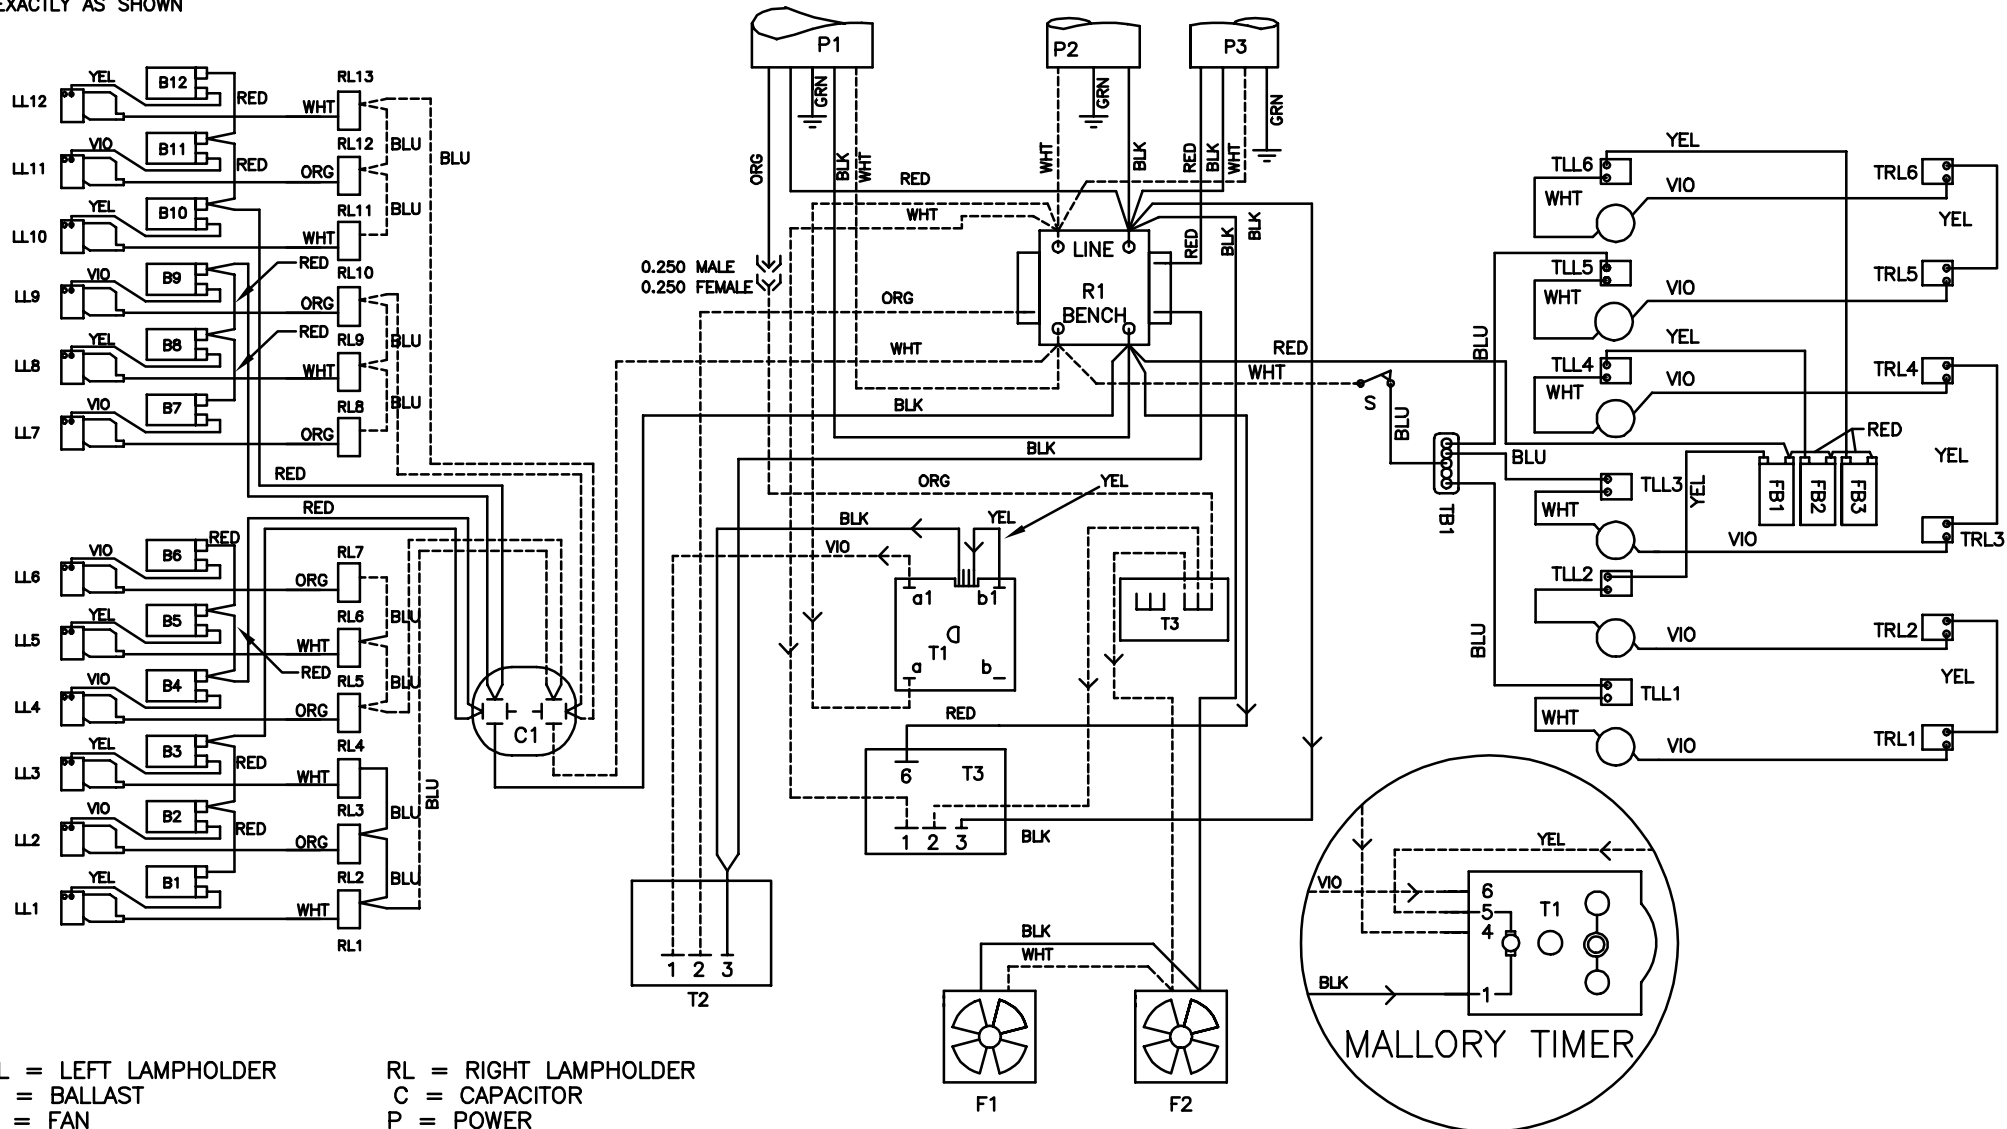 EXACTLY AS SHOWN
P1
P2
P3
LL12
YEL
B12
RED
WHT
RL13
BLU
BLU
LL11
VIO
B11
RED
ORG
RL12
BLU
LL10
YEL
B10
WHT
RL11
LL9
VIO
B9
RED
ORG
RL10
BLU
LL8
YEL
B8
RED
WHT
RL9
BLU
LL7
VIO
B7
ORG
RL8
RED
RED
LL6
VIO
B6
RED
ORG
RL7
BLU
LL5
YEL
B5
RED
WHT
RL6
BLU
LL4
VIO
B4
ORG
RL5
LL3
YEL
B3
RED
WHT
RL4
BLU
BLU
LL2
VIO
B2
RED
ORG
RL3
BLU
LL1
YEL
B1
WHT
RL2
RL1
C1
ORG
GRN
BLK
WHT
WHT
GRN
BLK
RED
BLK
WHT
GRN
RED
WHT
0.250 MALE
0.250 FEMALE
LINE
R1
BENCH
RED
BLK
BLK
ORG
WHT
RED
WHT
S
BLU
BLK
BLK
ORG
YEL
BLK
YEL
VIO
a1
b1
D
T1
a
b
T3
RED
6
T3
1 2 3
BLK
1 2 3
T2
BLK
WHT
F1
F2
TLL6
YEL
WHT
VIO
TRL6
YEL
TLL5
WHT
VIO
TRL5
BLU
YEL
TLL4
WHT
VIO
TRL4
RED
YEL
BLU
TB1
TLL3
YEL
FB1
FB2
FB3
WHT
VIO
TRL3
TLL2
VIO
TRL2
BLU
YEL
TLL1
WHT
VIO
TRL1
YEL
VIO
6
5
4
T1
BLK
1
MALLORY TIMER
L = LEFT LAMPHOLDER
= BALLAST
= FAN
RL = RIGHT LAMPHOLDER
C = CAPACITOR
P = POWER